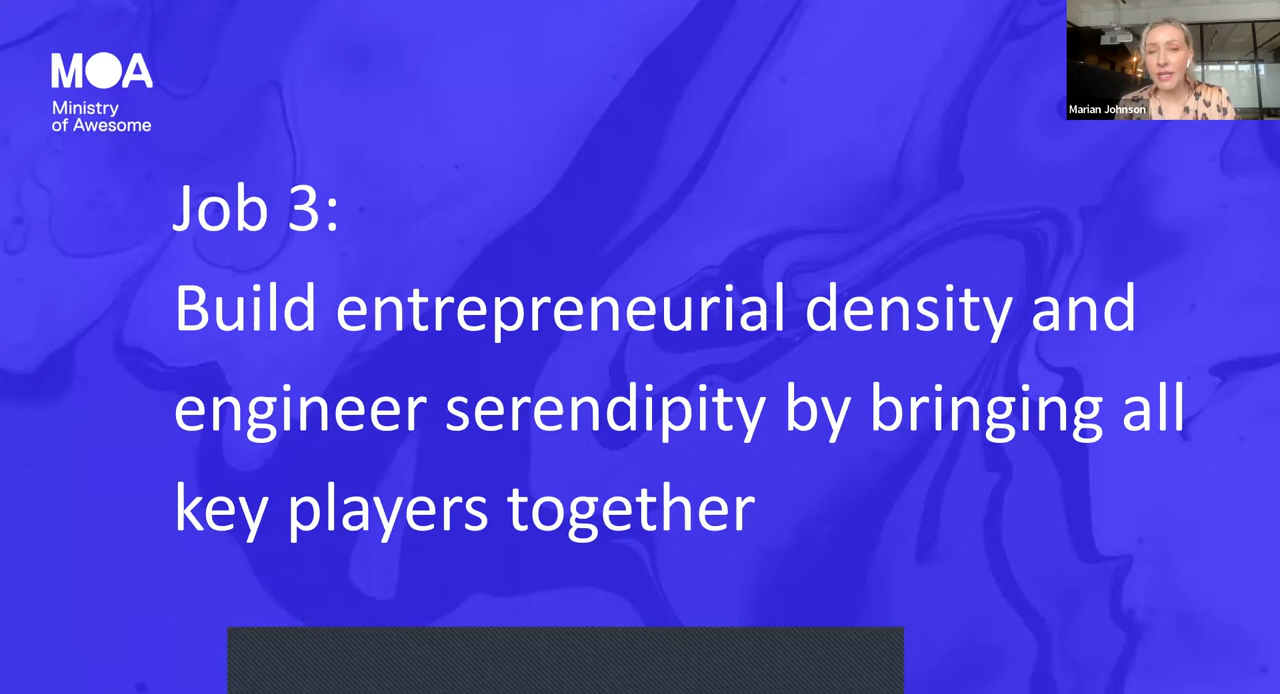 MOA
Ministry
of Awesome
Marian Johnson
Job 3:
Build entrepreneurial density and
engineer serendipity by bringing all
key players together